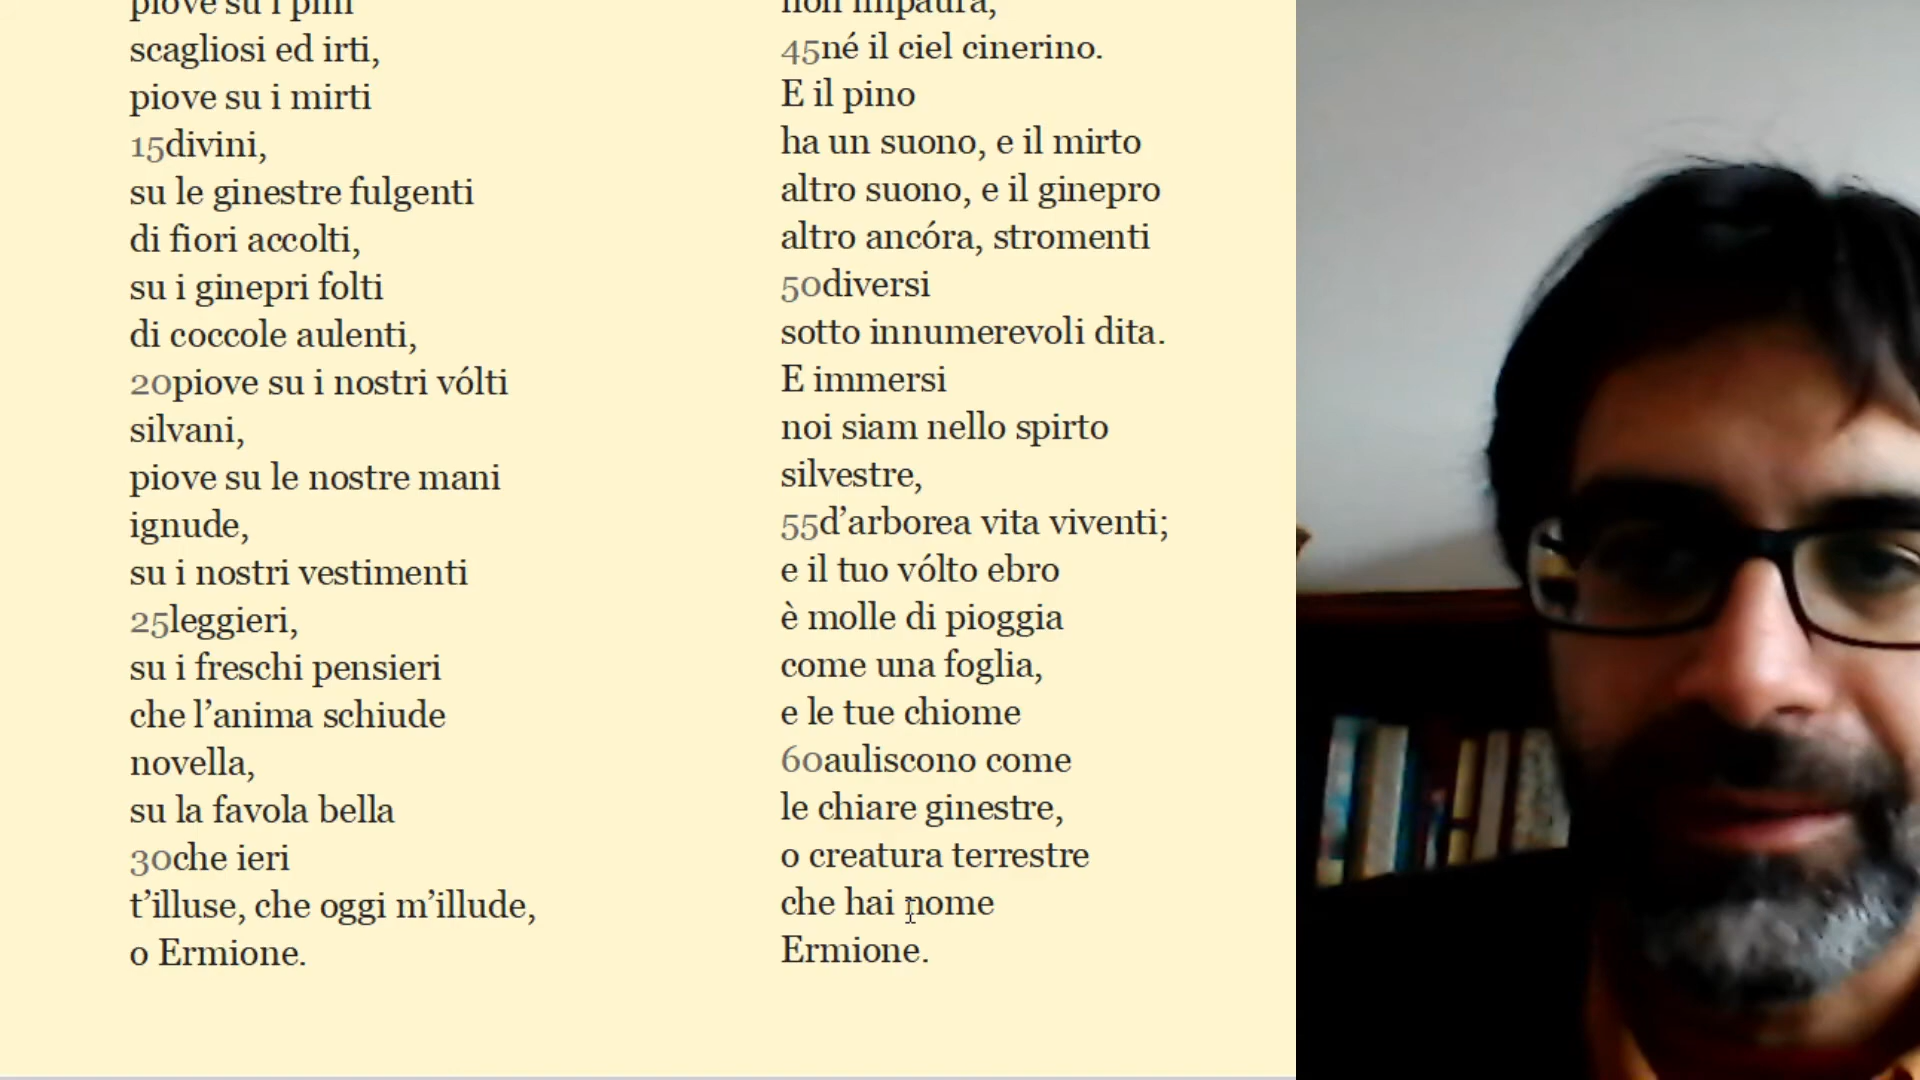 piove su i pini
scagliosi ed irti,
piove su i mirti
15divini,
su le ginestre fulgenti
di fiori accolti,
su i ginepri folti
di coccole aulenti,
20piove su i nostri vólti
silvani,
piove su le nostre mani
ignude,
su i nostri vestimenti
25leggieri,
su i freschi pensieri
che l’anima schiude
novella,
su la favola bella
30che ieri
t’illuse, che oggi m’illude,
o Ermione.
non impaura,
45né il ciel cinerino.
E il pino
ha un suono, e il mirto
altro suono, e il ginepro
altro ancóra, stromenti
50diversi
sotto innumerevoli dita.
E immersi
noi siam nello spirto
silvestre,
55d’arborea vita viventi;
e il tuo vólto ebro
è molle di pioggia
come una foglia,
e le tue chiome
60auliscono come
le chiare ginestre,
o creatura terrestre
che hai nome
Ermione.